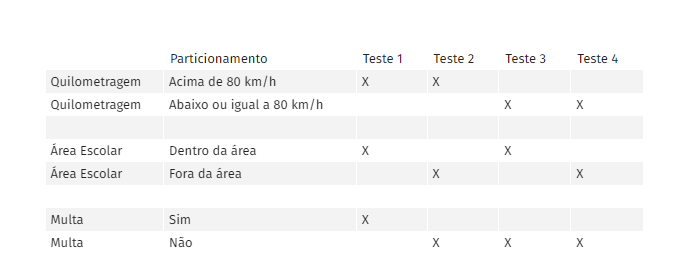 Particionamento Teste 1 Teste 2 Teste 3 Teste 4
Quilometragem Acima de 80 km/h X X
Quilometragem Abaixo ou igual a 80 km/h X X
Área Escolar Dentro da área X X
Área Escolar Fora da área X X
Multa Sim X
Multa Não X X X